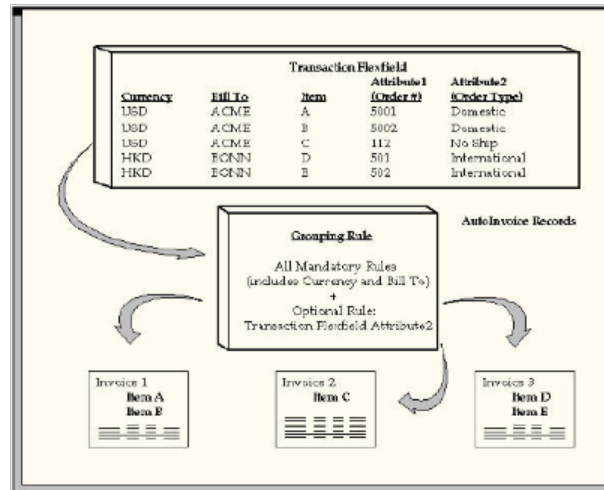 Transaction Flexfield
Attribute1 Attribute2
Currency Bill To Item (Order #) (Order Type)
USD ACME A 5001 Domestic
USD ACME B 5002 Domestic
USD ACME C 112 No Ship
HKD BONN D 501 International
HKD BONN E 502 International
AutoInvoice Records
Grouping Rule
All Mandatory Rules
(includes Currency and Bill To)
+
Optional Rule:
Transaction Flexfield Attribute2
Invoice 1
Item A
Item B
Invoice 2
Item C
Invoice 3
Item D
Item E